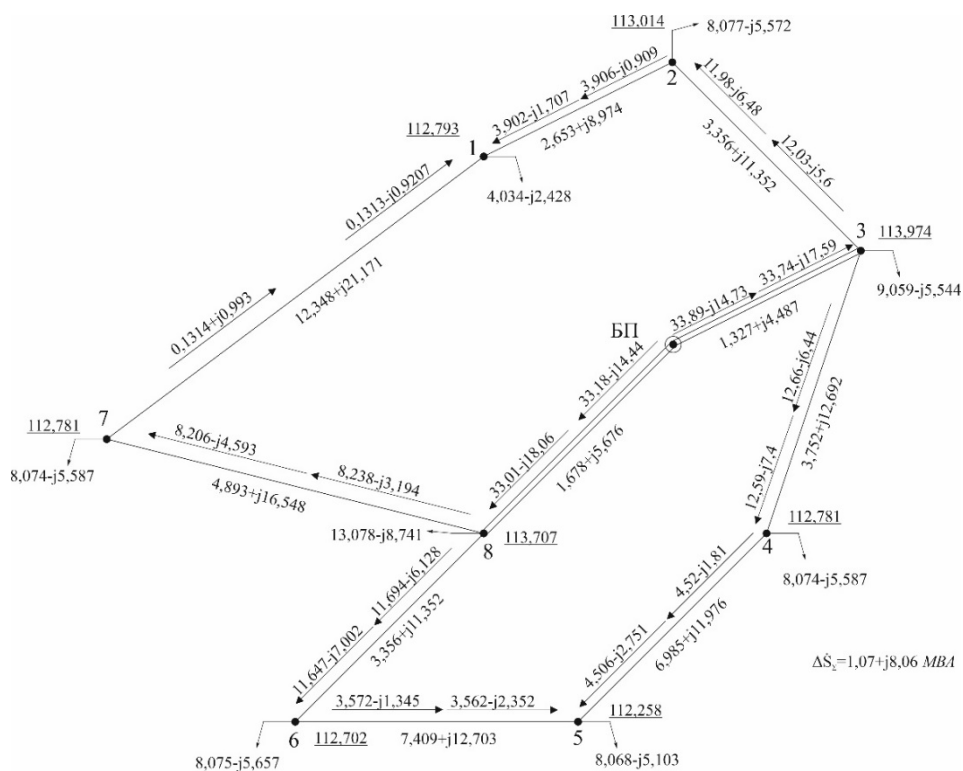 113,014
8,077-j5,572
2
3,906-j0,909
3,902-j1,707
2,653+j8,974
11,98-j6,48
12,03-j5,6
3,356+j11,352
112,793
1
4,034-j2,428
0,1313-j0,9207
0,1314+j0,993
12,348+j21,171
3
113,974
9,059-j5,544
33,89-j14,73
33,74-j17,59
1,327+j4,487
БП
33,18-j14,44
33,01-j18,06
1,678+j5,676
12,66-j6,44
12,59-j7,4
3,752+j12,692
7
112,781
8,074-j5,587
8,206-j4,593
8,238-j3,194
4,893+j16,548
13,078-j8,741
8
113,707
4
112,781
8,074-j5,587
11,694-j6,128
11,647-j7,002
3,356+j11,352
4,52-j1,81
4,506-j2,751
6,985+j11,976
ΔṠΣ=1,07+j8,06 МВА
3,572-j1,345
3,562-j2,352
7,409+j12,703
6
112,702
8,075-j5,657
5
112,258
8,068-j5,103